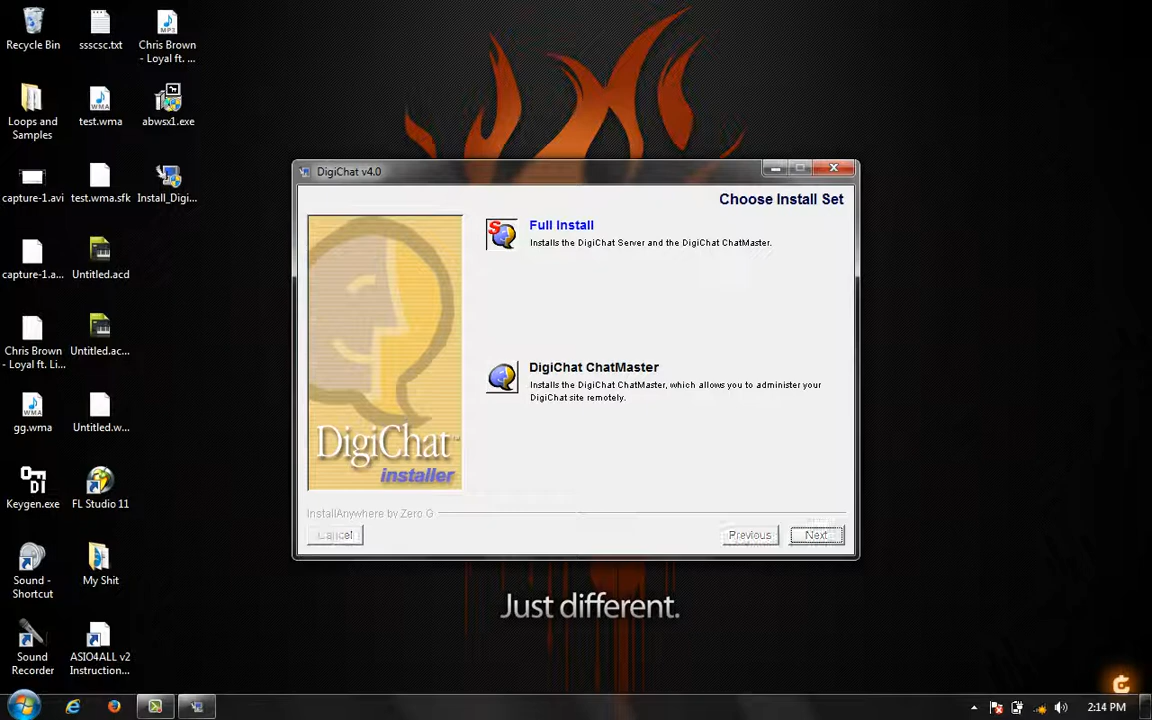 Recycle Bin
ssscsc.txt
Chris Brown
- Loyal ft. ...
Loops and
Samples
test.wma
abwsx1.exe
capture-1.avi
test.wma.sfk
Install_Digi...
capture-1.a...
Untitled.acd
Chris Brown
- Loyal ft. Li...
Untitled.ac...
gg.wma
Untitled.w...
Keygen.exe
FL Studio 11
Sound -
Shortcut
My Shit
Sound
Recorder
ASIO4ALL v2
Instruction...
DigiChat v4.0
Choose Install Set
Full Install
Installs the DigiChat Server and the DigiChat ChatMaster.
DigiChat ChatMaster
Installs the DigiChat ChatMaster, which allows you to administer your
DigiChat site remotely.
DigiChat™
installer
InstallAnywhere by Zero G
Cancel
Previous
Next
Just different.
2:14 PM